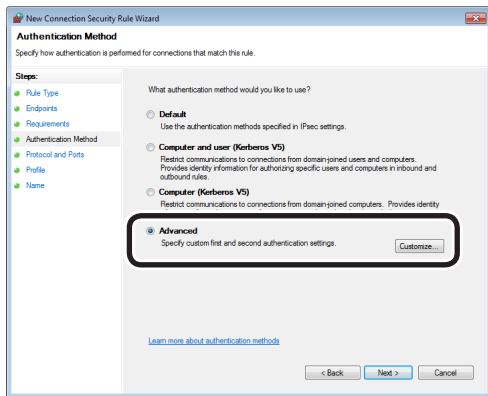 New Connection Security Rule Wizard
Authentication Method
Specify how authentication is performed for connections that match this rule.
Steps:
Rule Type
Endpoints
Requirements
Authentication Method
Protocol and Ports
Profile
Name
What authentication method would you like to use?
Default
Use the authentication methods specified in IPsec settings.
Computer and user (Kerberos V5)
Restrict communications to connections from domain-joined users and computers.
Provides identity information for authorizing specific users and computers in inbound and
outbound rules.
Computer (Kerberos V5)
Restrict communications to connections from domain-joined computers. Provides identity
Advanced
Specify custom first and second authentication settings.
Customize...
Learn more about authentication methods
< Back
Next >
Cancel